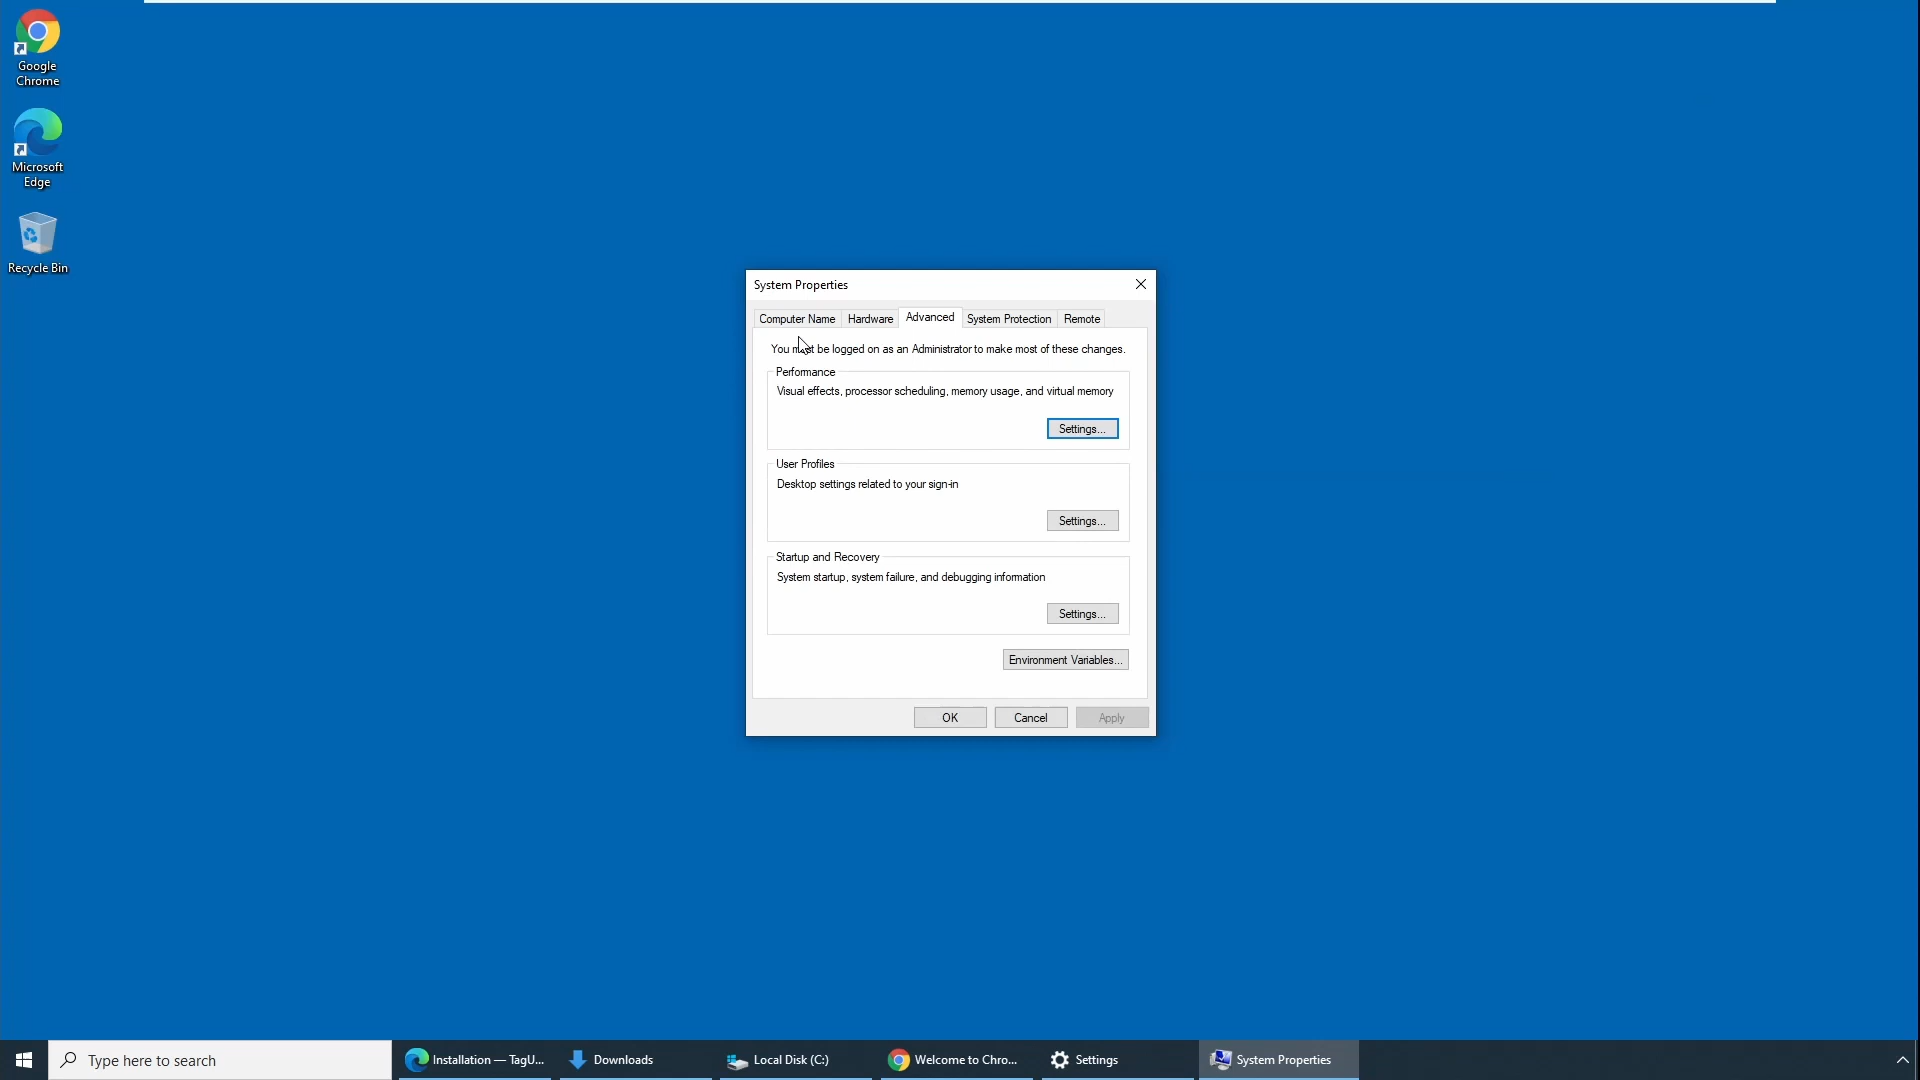 Google
Chrome
Microsoft
Edge
Recycle Bin
System Properties
Computer Name
Hardware
Advanced
System Protection
Remote
You must be logged on as an Administrator to make most of these changes.
Performance
Visual effects, processor scheduling, memory usage, and virtual memory
Settings...
User Profiles
Desktop settings related to your sign-in
Settings...
Startup and Recovery
System startup, system failure, and debugging information
Settings...
Environment Variables...
OK
Cancel
Apply
Type here to search
Installation — TagU...
Downloads
Local Disk (C:)
Welcome to Chro...
Settings
System Properties